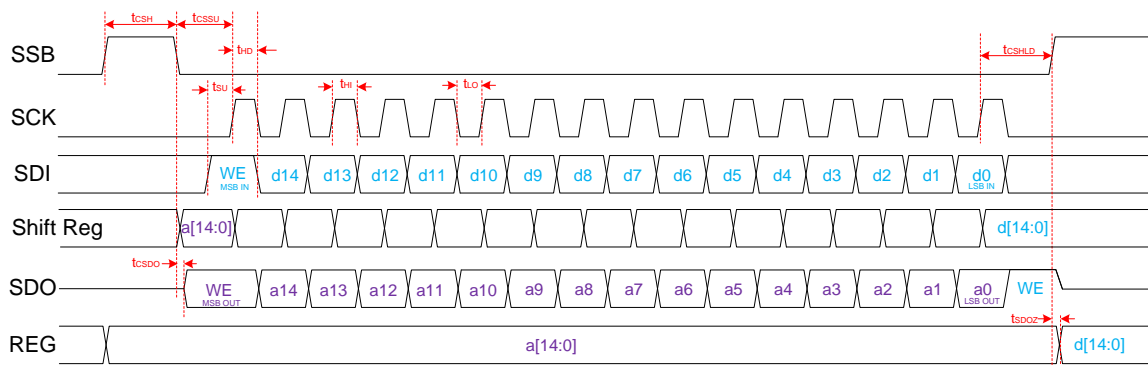 tCSH tCSSU
SSB tHD tCSHLD
tSU tHI tLO
SCK
SDI WE d14 d13 d12 d11 d10 d9 d8 d7 d6 d5 d4 d3 d2 d1 d0
MSB IN LSB IN
Shift Reg a[14:0] d[14:0]
tCSDO
SDO WE a14 a13 a12 a11 a10 a9 a8 a7 a6 a5 a4 a3 a2 a1 a0 WE
MSB OUT LSB OUT
tSDOZ
REG a[14:0] d[14:0]